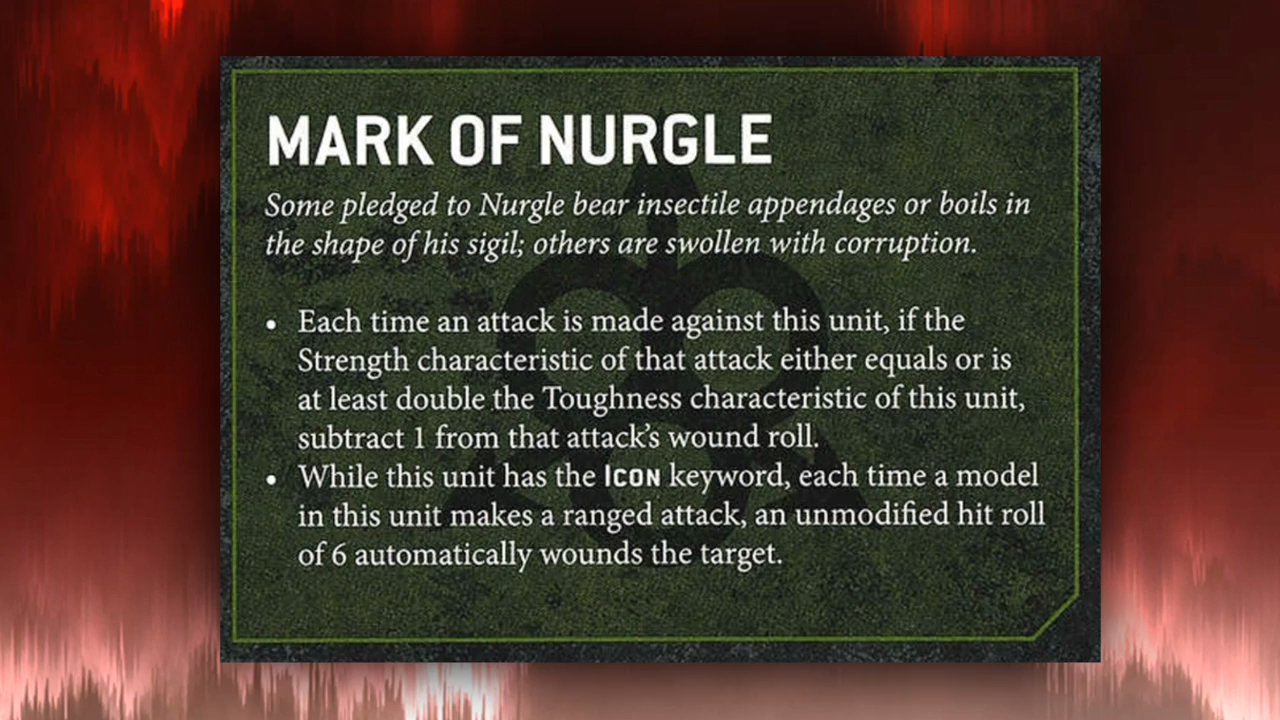 MARK OF NURGLE
Some pledged to Nurgle bear insectile appendages or boils in
the shape of his sigil; others are swollen with corruption.
• Each time an attack is made against this unit, if the
Strength characteristic of that attack either equals or is
at least double the Toughness characteristic of this unit,
subtract 1 from that attack's wound roll.
• While this unit has the ICON keyword, each time a model
in this unit makes a ranged attack, an unmodified hit roll
of 6 automatically wounds the target.